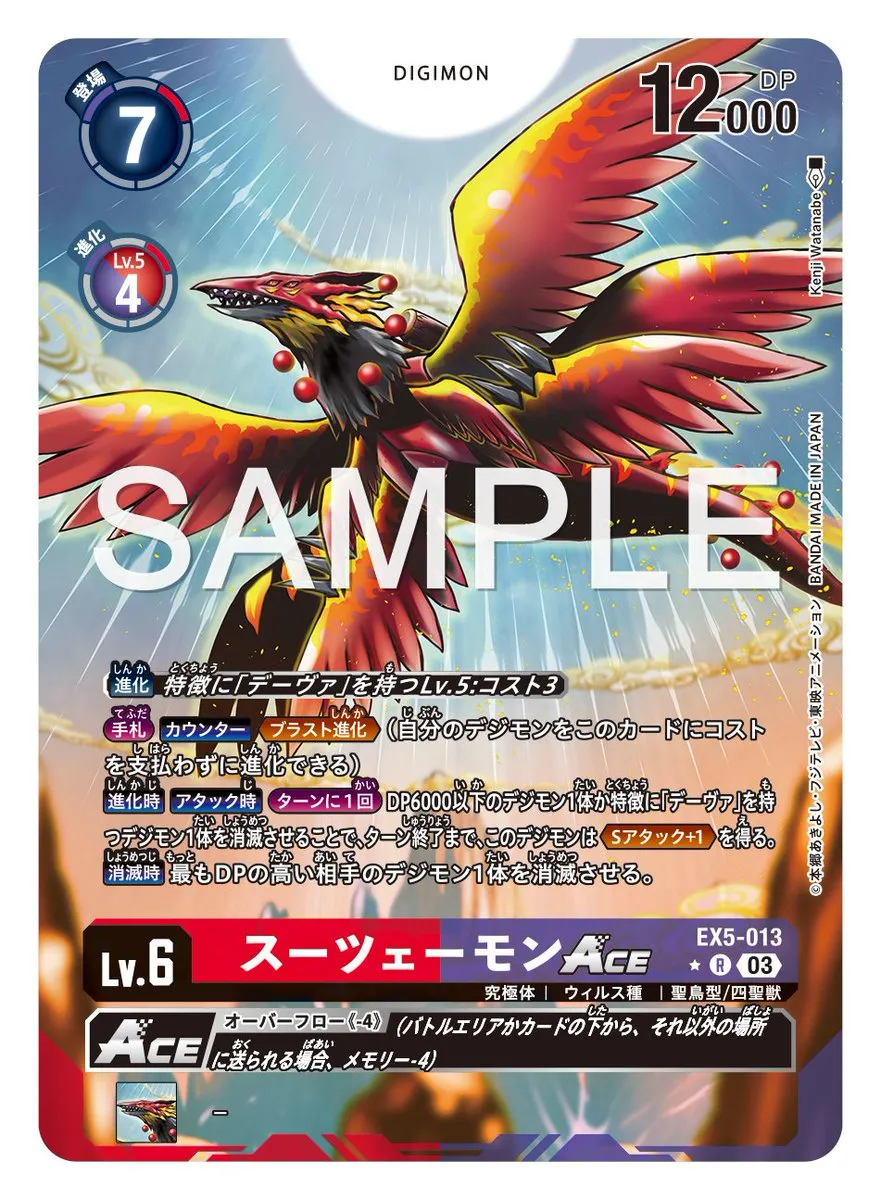 DIGIMON
登場
7
12000
DP
進化
Lv.5
4
Kenji Watanabe
SAMPLE
©本郷あきよし・フジテレビ・東映アニメーション BANDAI MADE IN JAPAN
進化 特徴に「デーヴァ」を持つLv.5:コスト3
手札 カウンター ブラスト進化 (自分のデジモンをこのカードにコスト
を支払わずに進化できる)
進化時 アタック時 ターンに1回 DP6000以下のデジモン1体か特徴に「デーヴァ」を持
つデジモン1体を消滅させることで、ターン終了まで、このデジモンは Sアタック+1 を得る。
消滅時 最もDPの高い相手のデジモン1体を消滅させる。
Lv.6
スーツェーモンACE
EX5-013
R 03
究極体 | ウィルス種 | 聖鳥型/四聖獣
ACE
オーバーフロー《-4》 (バトルエリアかカードの下から、それ以外の場所
に送られる場合、メモリー-4)
–